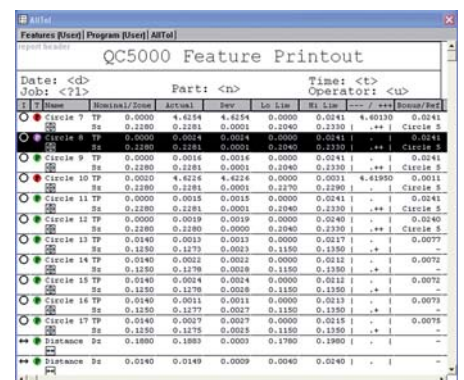 AllTol
Features [User] Program [User] AllTol
report header
QC5000 Feature Printout
Date: <d> Time: <t>
Job: <?1> Part: <n> Operator: <u>
I T Name Nominal/Zone Actual Dev Lo Lim Hi Lim --- / +++ Bonus/Ref
Circle 7 TP 0.0000 4.6254 4.6254 0.0000 0.0241 4.60130 0.0241
Sz 0.2280 0.2281 0.0001 0.2040 0.2330 | .++ | Circle 5
Circle 8 TP 0.0000 0.0024 0.0024 0.0000 0.0241 | . | 0.0241
Sz 0.2280 0.2281 0.0001 0.2040 0.2330 | .++ | Circle 5
Circle 9 TP 0.0000 0.0016 0.0016 0.0000 0.0241 | . | 0.0241
Sz 0.2280 0.2281 0.0001 0.2040 0.2330 | .++ | Circle 5
Circle 10 TP 0.0020 4.6226 4.6226 0.0000 0.0031 4.61950 0.0011
Sz 0.2280 0.2281 0.0001 0.2270 0.2290 | . | Circle 5
Circle 11 TP 0.0000 0.0015 0.0015 0.0000 0.0241 | . | 0.0241
Sz 0.2280 0.2281 0.0001 0.2040 0.2330 | .++ | Circle 5
Circle 12 TP 0.0000 0.0019 0.0019 0.0000 0.0240 | . | 0.0240
Sz 0.2280 0.2280 0.0000 0.2040 0.2330 | .++ | Circle 5
Circle 13 TP 0.0140 0.0013 0.0013 0.0000 0.0217 | . | 0.0077
Sz 0.1250 0.1273 0.0023 0.1150 0.1350 | .+ | -
Circle 14 TP 0.0140 0.0022 0.0022 0.0000 0.0212 | . | 0.0072
Sz 0.1250 0.1278 0.0028 0.1150 0.1350 | .+ | -
Circle 15 TP 0.0140 0.0024 0.0024 0.0000 0.0212 | . | 0.0072
Sz 0.1250 0.1278 0.0028 0.1150 0.1350 | .+ | -
Circle 16 TP 0.0140 0.0011 0.0011 0.0000 0.0213 | . | 0.0073
Sz 0.1250 0.1277 0.0027 0.1150 0.1350 | .+ | -
Circle 17 TP 0.0140 0.0027 0.0027 0.0000 0.0215 | . | 0.0075
Sz 0.1250 0.1275 0.0025 0.1150 0.1350 | .+ | -
Distance Dz 0.1880 0.1883 0.0003 0.1780 0.1980 | . | -
Distance Dz 0.0140 0.0149 0.0009 0.0040 0.0240 | . | -